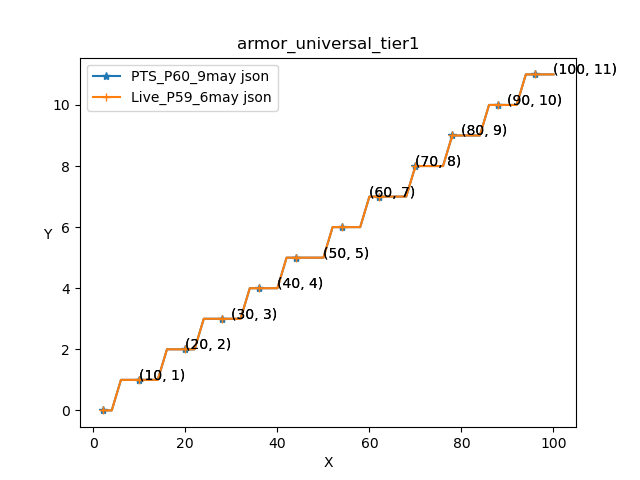 armor_universal_tier1
PTS_P60_9may json
Live_P59_6may json
(100, 11)
(90, 10)
(80, 9)
(70, 8)
(60, 7)
(50, 5)
(40, 4)
(30, 3)
(20, 2)
(10, 1)
Y
10
8
6
4
2
0
0 20 40 60 80 100
X